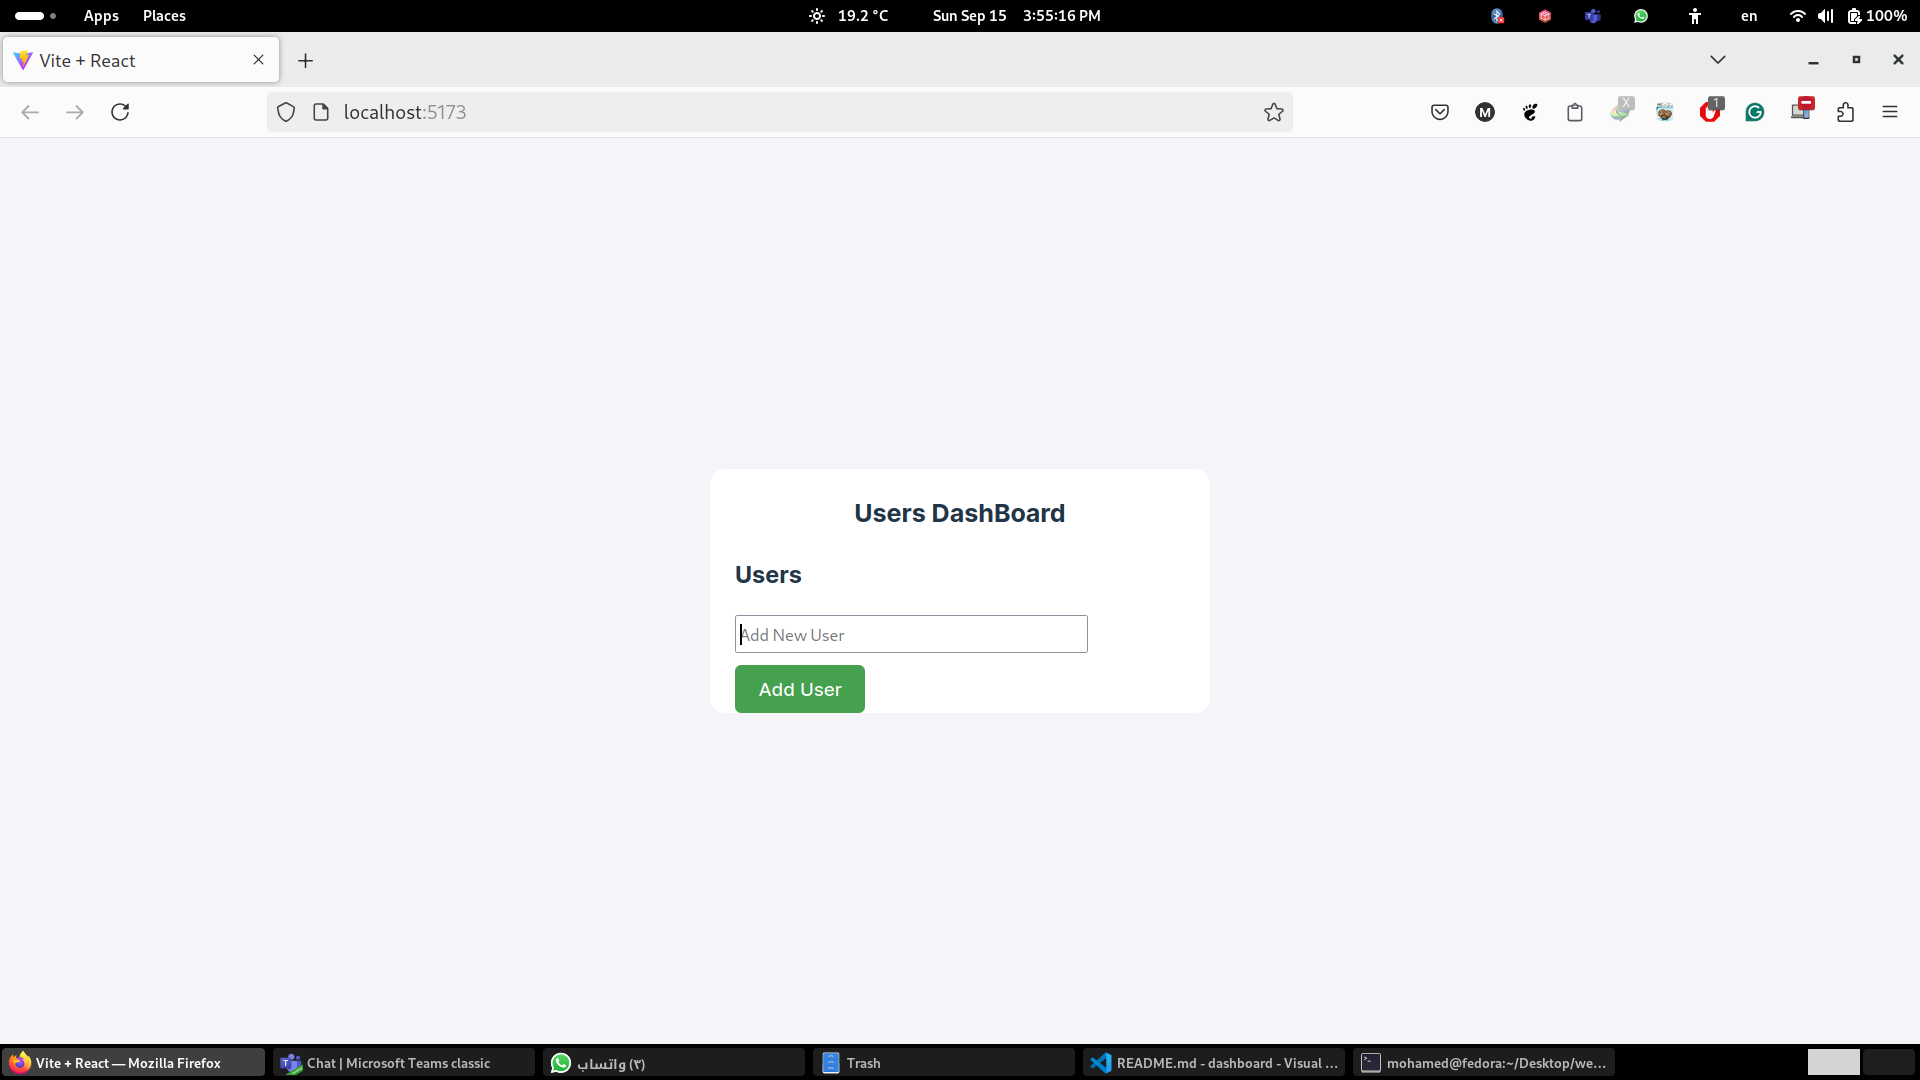 Apps Places 19.2 °C Sun Sep 15 3:55:16 PM en 100%
Vite + React
localhost:5173 M X 1
Users DashBoard
Users
Add New User
Add User
Vite + React — Mozilla Firefox Chat | Microsoft Teams classic (٣) واتساب Trash README.md - dashboard - Visual ... mohamed@fedora:~/Desktop/we...